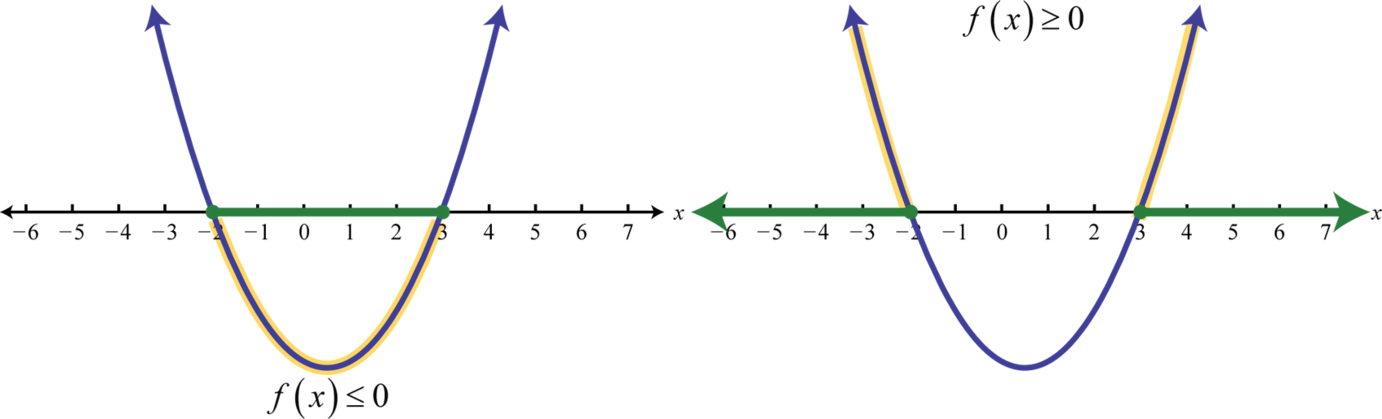 f(x) ≥ 0
−6 −5 −4 −3 −2 −1 0 1 2 3 4 5 6 7 x
−6 −5 −4 −3 −2 −1 0 1 2 3 4 5 6 7 x
f(x) ≤ 0